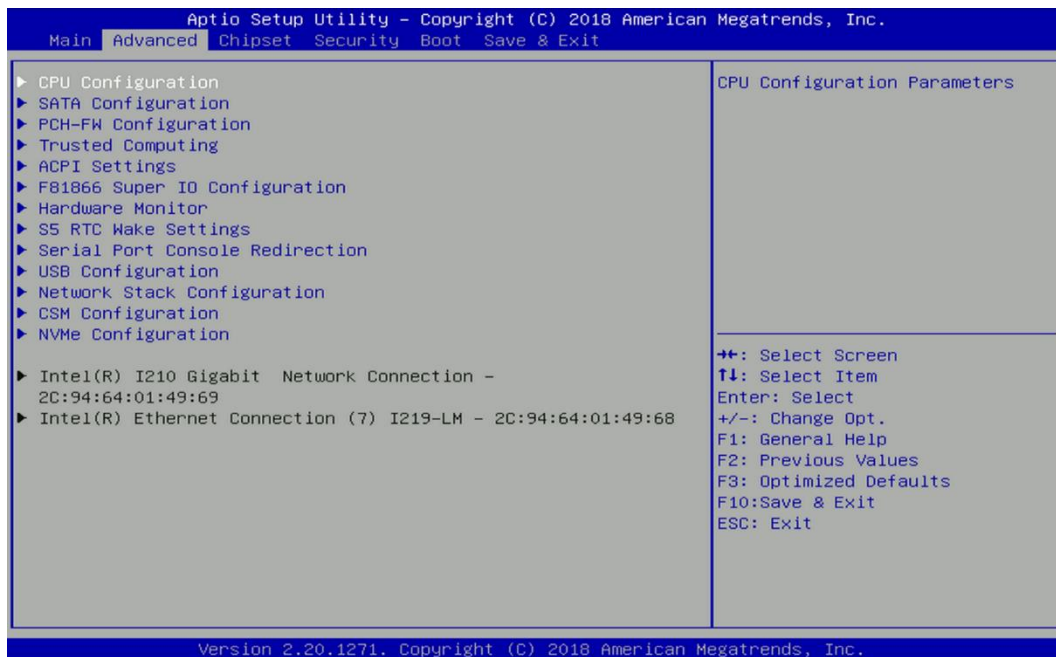 Aptio Setup Utility – Copyright (C) 2018 American Megatrends, Inc.
Main Advanced Chipset Security Boot Save & Exit
▶ CPU Configuration
▶ SATA Configuration
▶ PCH-FW Configuration
▶ Trusted Computing
▶ ACPI Settings
▶ F81866 Super IO Configuration
▶ Hardware Monitor
▶ S5 RTC Wake Settings
▶ Serial Port Console Redirection
▶ USB Configuration
▶ Network Stack Configuration
▶ CSM Configuration
▶ NVMe Configuration
▶ Intel(R) I210 Gigabit  Network Connection –
2C:94:64:01:49:69
▶ Intel(R) Ethernet Connection (7) I219-LM – 2C:94:64:01:49:68
CPU Configuration Parameters
→←: Select Screen
↑↓: Select Item
Enter: Select
+/-: Change Opt.
F1: General Help
F2: Previous Values
F3: Optimized Defaults
F10:Save & Exit
ESC: Exit
Version 2.20.1271. Copyright (C) 2018 American Megatrends, Inc.